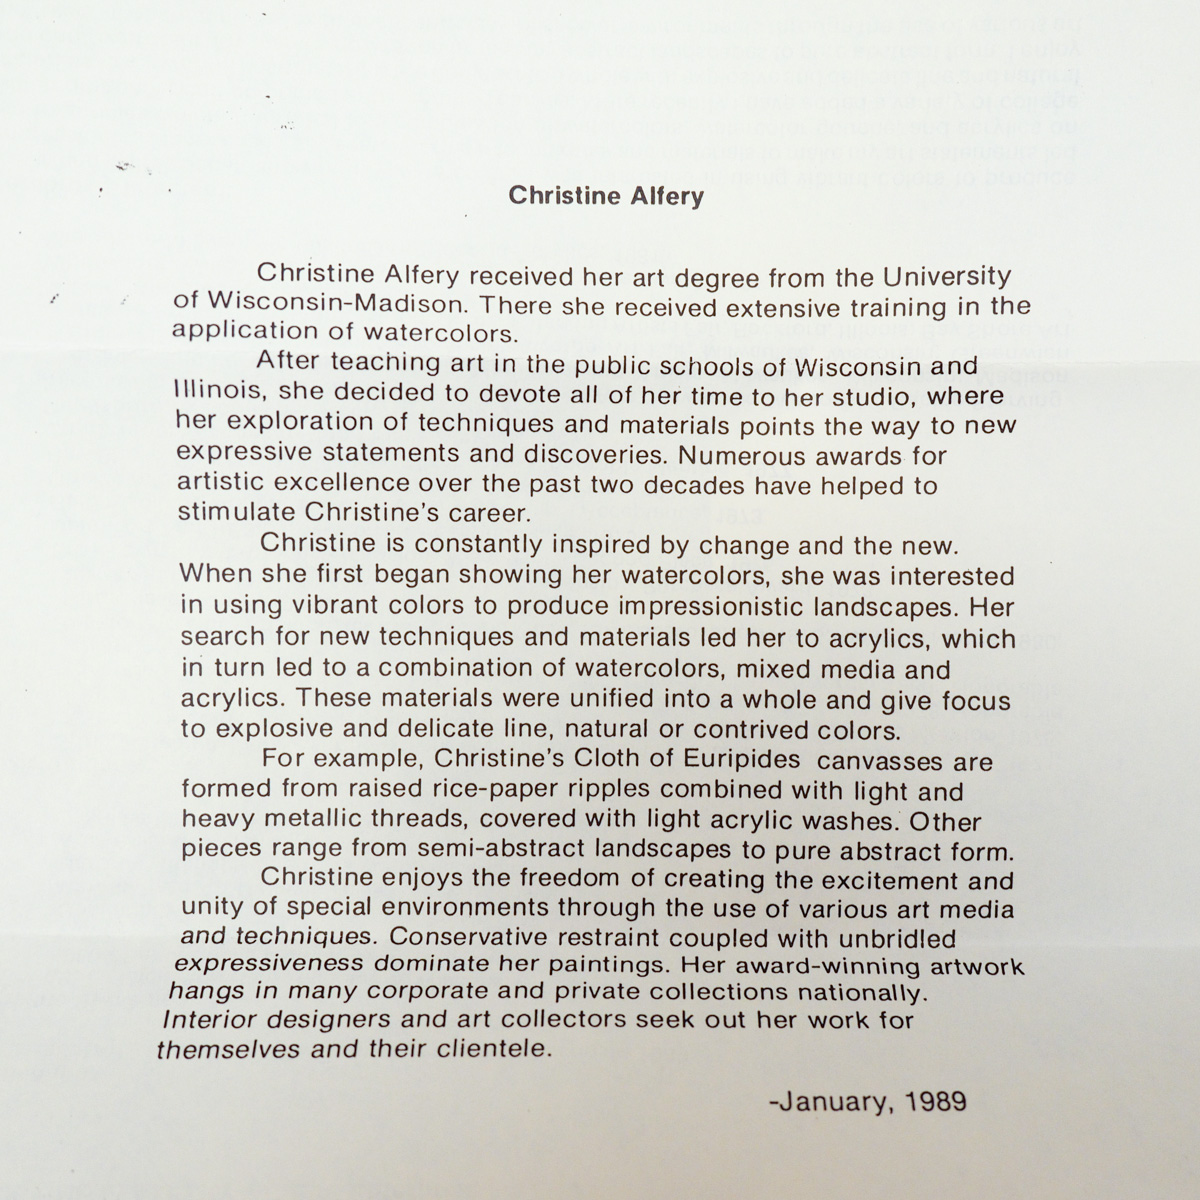 Christine Alfery
Christine Alfery received her art degree from the University
of Wisconsin-Madison. There she received extensive training in the
application of watercolors.
After teaching art in the public schools of Wisconsin and
Illinois, she decided to devote all of her time to her studio, where
her exploration of techniques and materials points the way to new
expressive statements and discoveries. Numerous awards for
artistic excellence over the past two decades have helped to
stimulate Christine's career.
Christine is constantly inspired by change and the new.
When she first began showing her watercolors, she was interested
in using vibrant colors to produce impressionistic landscapes. Her
search for new techniques and materials led her to acrylics, which
in turn led to a combination of watercolors, mixed media and
acrylics. These materials were unified into a whole and give focus
to explosive and delicate line, natural or contrived colors.
For example, Christine's Cloth of Euripides canvasses are
formed from raised rice-paper ripples combined with light and
heavy metallic threads, covered with light acrylic washes. Other
pieces range from semi-abstract landscapes to pure abstract form.
Christine enjoys the freedom of creating the excitement and
unity of special environments through the use of various art media
and techniques. Conservative restraint coupled with unbridled
expressiveness dominate her paintings. Her award-winning artwork
hangs in many corporate and private collections nationally.
Interior designers and art collectors seek out her work for
themselves and their clientele.
-January, 1989